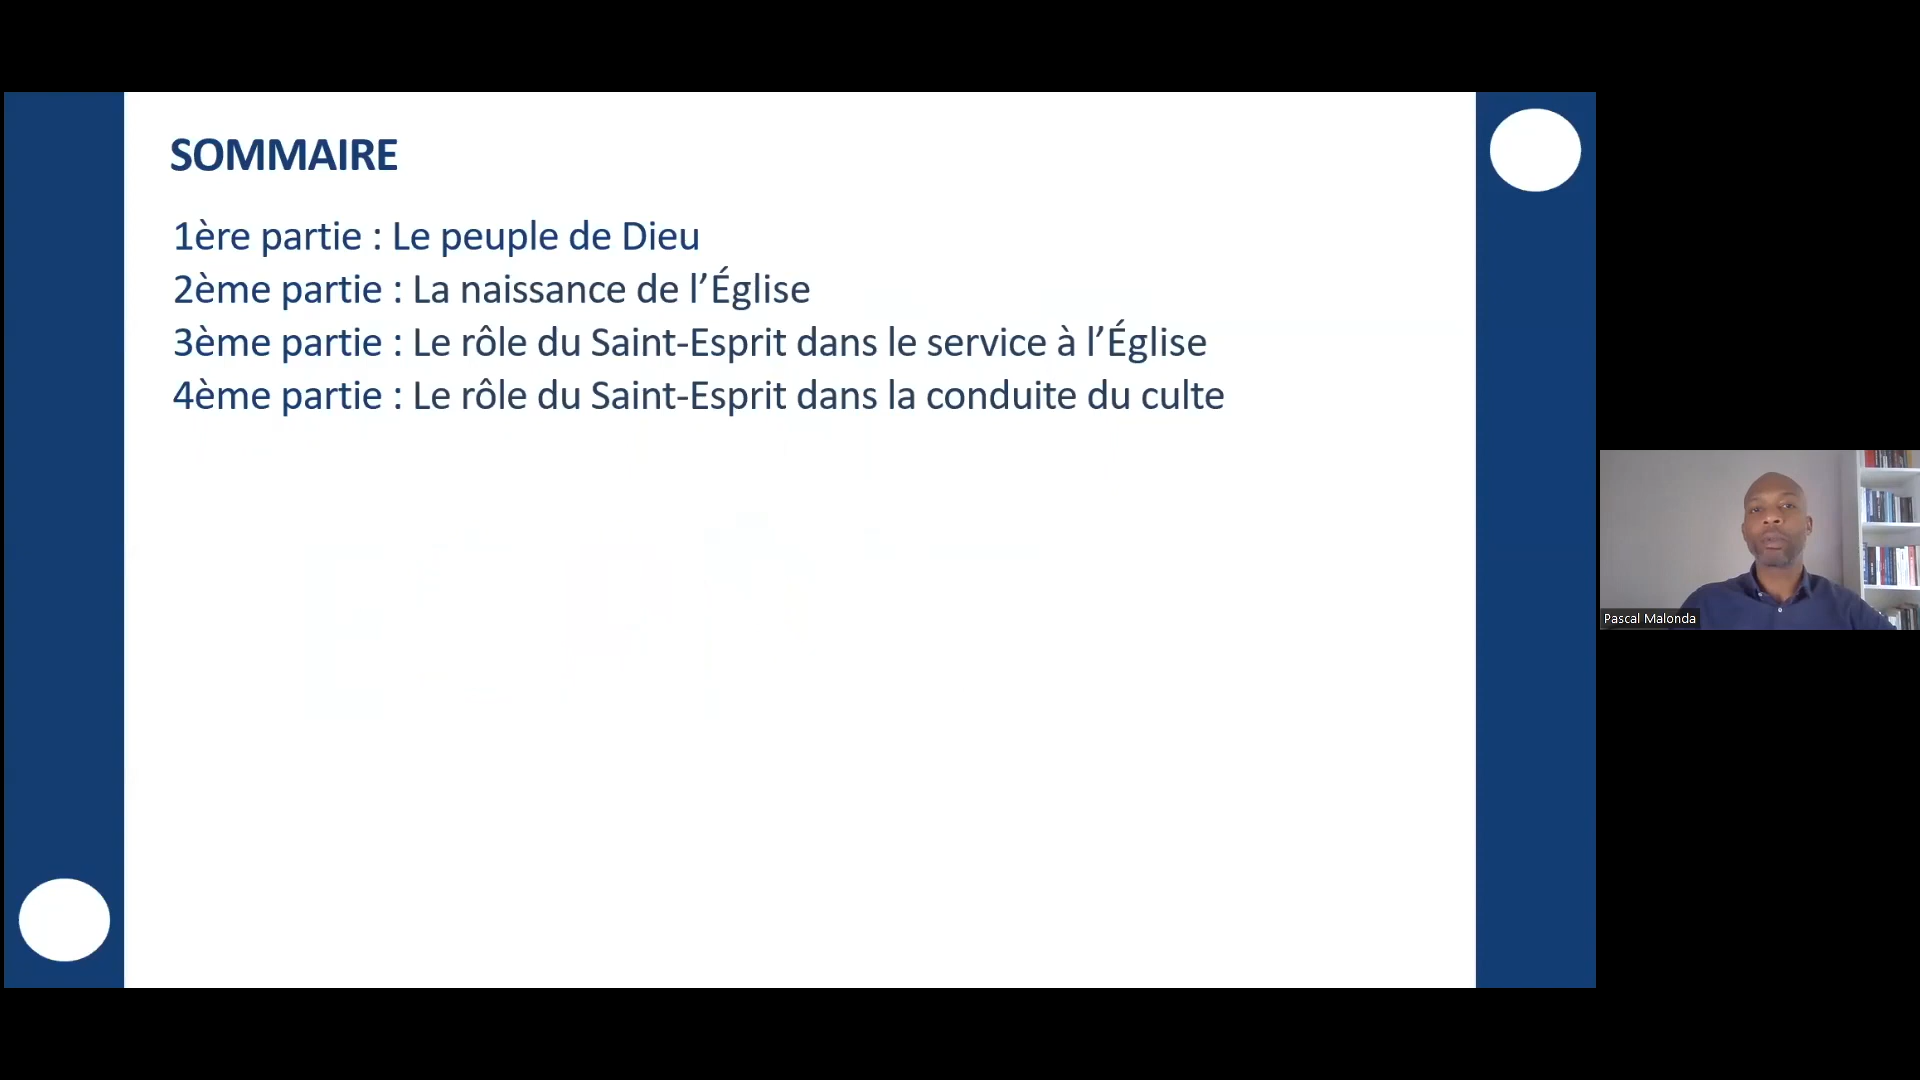 SOMMAIRE
1ère partie : Le peuple de Dieu
2ème partie : La naissance de l’Église
3ème partie : Le rôle du Saint-Esprit dans le service à l’Église
4ème partie : Le rôle du Saint-Esprit dans la conduite du culte
Pascal Malonda